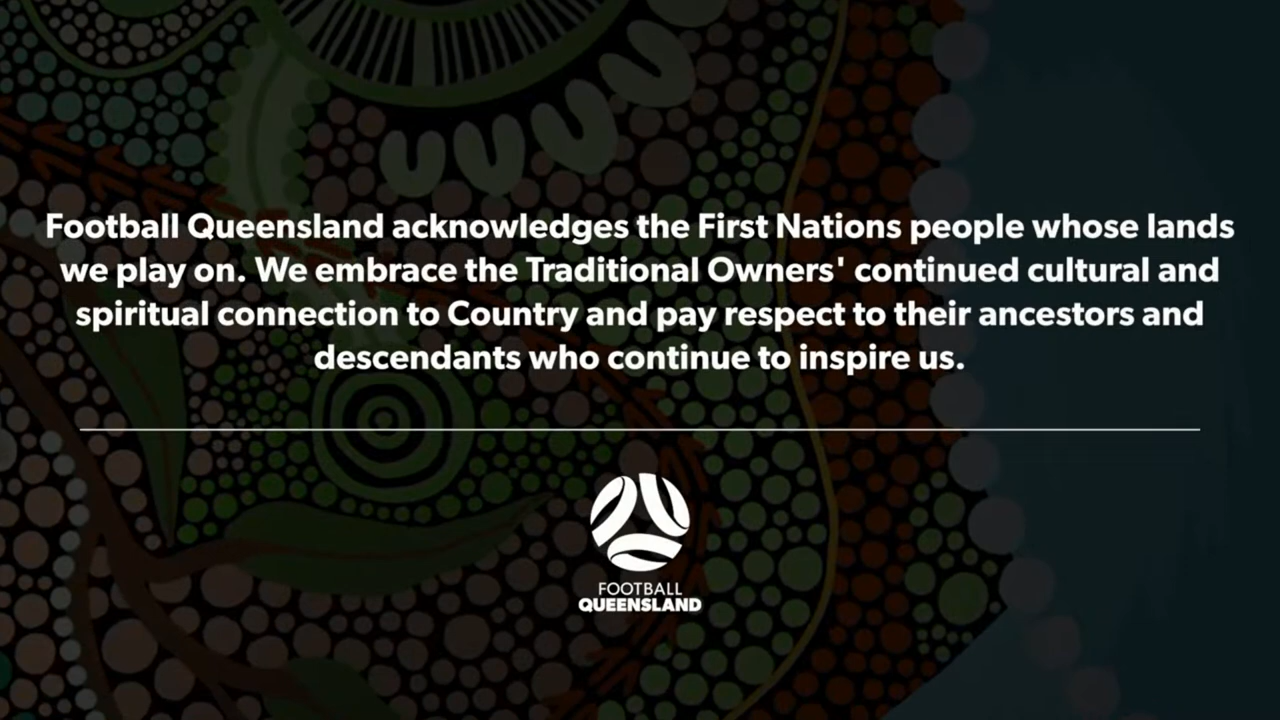 Football Queensland acknowledges the First Nations people whose lands
we play on. We embrace the Traditional Owners' continued cultural and
spiritual connection to Country and pay respect to their ancestors and
descendants who continue to inspire us.
FOOTBALL
QUEENSLAND